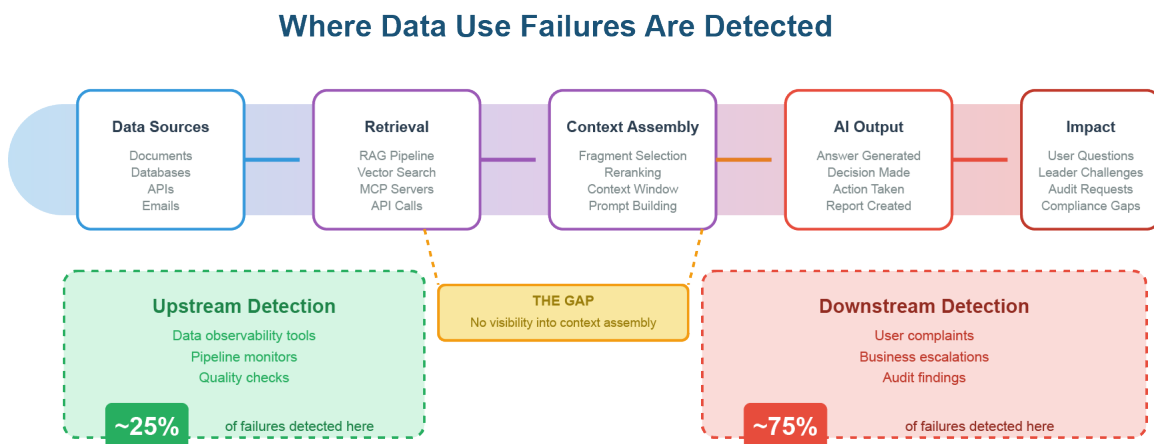 Where Data Use Failures Are Detected
Data Sources
Documents
Databases
APIs
Emails
Retrieval
RAG Pipeline
Vector Search
MCP Servers
API Calls
Context Assembly
Fragment Selection
Reranking
Context Window
Prompt Building
AI Output
Answer Generated
Decision Made
Action Taken
Report Created
Impact
User Questions
Leader Challenges
Audit Requests
Compliance Gaps
Upstream Detection
Data observability tools
Pipeline monitors
Quality checks
~25% of failures detected here
THE GAP
No visibility into context assembly
Downstream Detection
User complaints
Business escalations
Audit findings
~75% of failures detected here